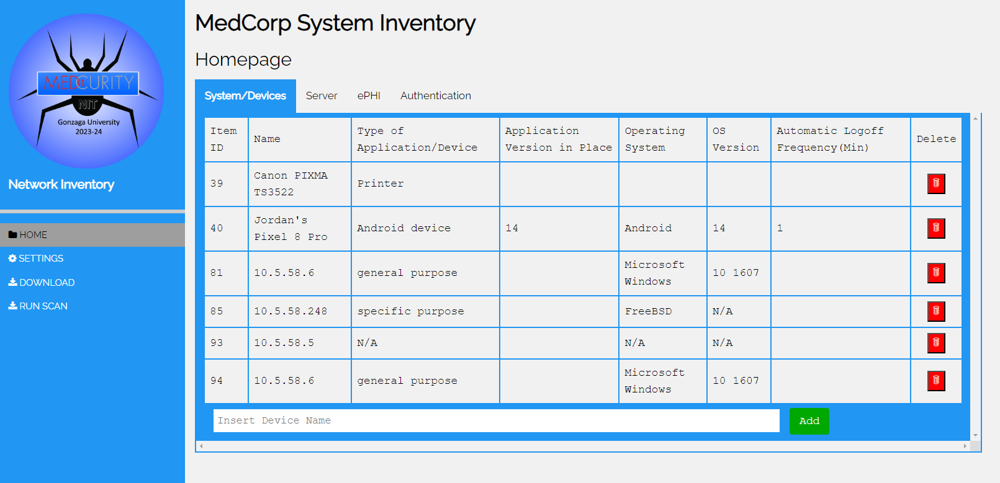 MEDCURITY
NIT
Gonzaga University
2023-24
Network Inventory
HOME
SETTINGS
DOWNLOAD
RUN SCAN
MedCorp System Inventory
Homepage
System/Devices Server ePHI Authentication
Item ID Name Type of Application/Device Application Version in Place Operating System OS Version Automatic Logoff Frequency(Min) Delete
39 Canon PIXMA TS3522 Printer
40 Jordan's Pixel 8 Pro Android device 14 Android 14 1
81 10.5.58.6 general purpose Microsoft Windows 10 1607
85 10.5.58.248 specific purpose FreeBSD N/A
93 10.5.58.5 N/A N/A N/A
94 10.5.58.6 general purpose Microsoft Windows 10 1607
Insert Device Name Add